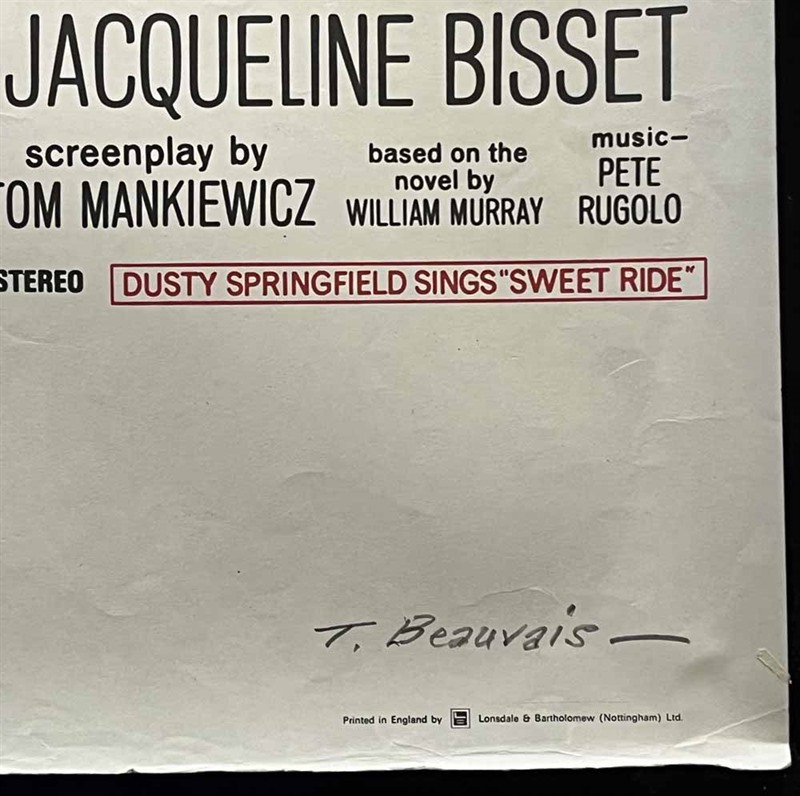 JACQUELINE BISSET
screenplay by
TOM MANKIEWICZ
based on the
novel by
WILLIAM MURRAY
music–
PETE
RUGOLO
STEREO
DUSTY SPRINGFIELD SINGS "SWEET RIDE"
T. Beauvais —
Printed in England by Lonsdale & Bartholomew (Nottingham) Ltd.